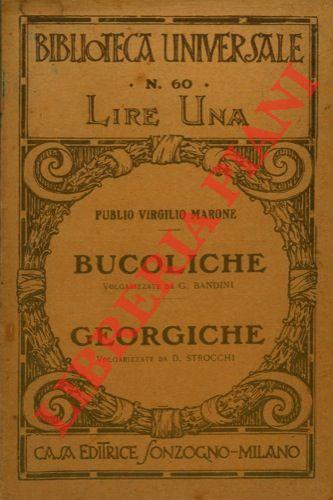 BIBLIOTECA UNIVERSALE
· N. 60 ·
LIRE UNA
PUBLIO VIRGILIO MARONE
BUCOLICHE
VOLGARIZZATE DA G. BANDINI
GEORGICHE
VOLGARIZZATE DA D. STROCCHI
CASA EDITRICE SONZOGNO-MILANO
LIBRERIA PIANI